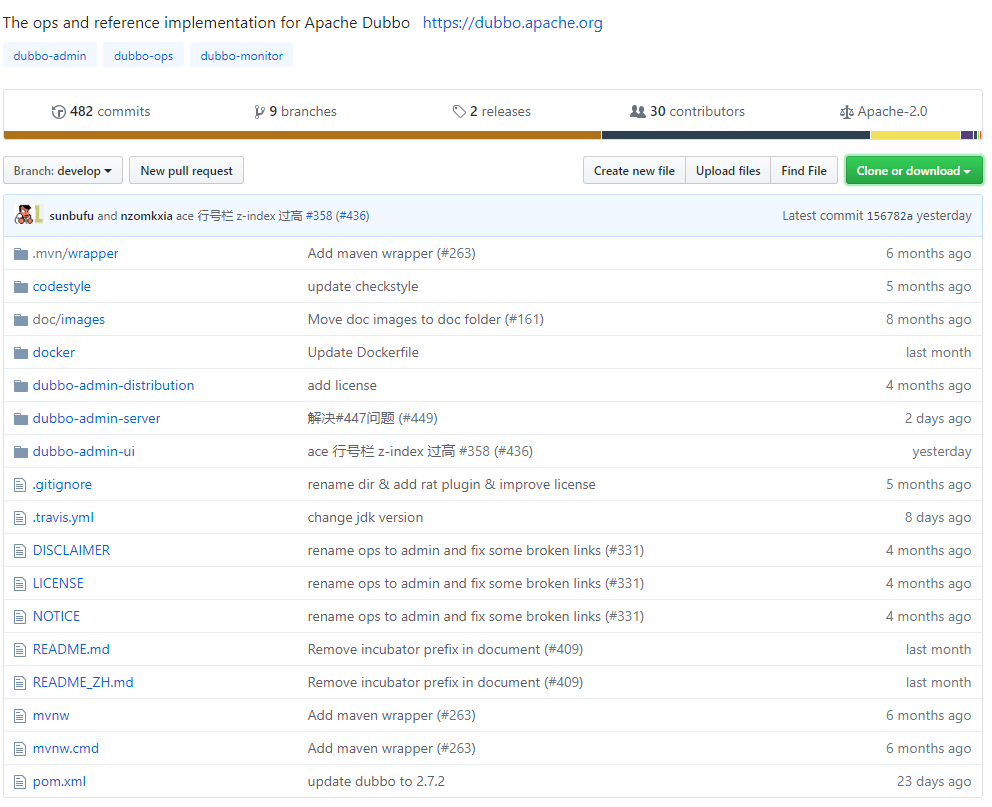 The ops and reference implementation for Apache Dubbo https://dubbo.apache.org
dubbo-admin dubbo-ops dubbo-monitor
482 commits 9 branches 2 releases 30 contributors Apache-2.0
Branch: develop New pull request Create new file Upload files Find File Clone or download
sunbufu and nzomkxia ace 行号栏 z-index 过高 #358 (#436) Latest commit 156782a yesterday
.mvn/wrapper Add maven wrapper (#263) 6 months ago
codestyle update checkstyle 5 months ago
doc/images Move doc images to doc folder (#161) 8 months ago
docker Update Dockerfile last month
dubbo-admin-distribution add license 4 months ago
dubbo-admin-server 解决#447问题 (#449) 2 days ago
dubbo-admin-ui ace 行号栏 z-index 过高 #358 (#436) yesterday
.gitignore rename dir & add rat plugin & improve license 5 months ago
.travis.yml change jdk version 8 days ago
DISCLAIMER rename ops to admin and fix some broken links (#331) 4 months ago
LICENSE rename ops to admin and fix some broken links (#331) 4 months ago
NOTICE rename ops to admin and fix some broken links (#331) 4 months ago
README.md Remove incubator prefix in document (#409) last month
README_ZH.md Remove incubator prefix in document (#409) last month
mvnw Add maven wrapper (#263) 6 months ago
mvnw.cmd Add maven wrapper (#263) 6 months ago
pom.xml update dubbo to 2.7.2 23 days ago